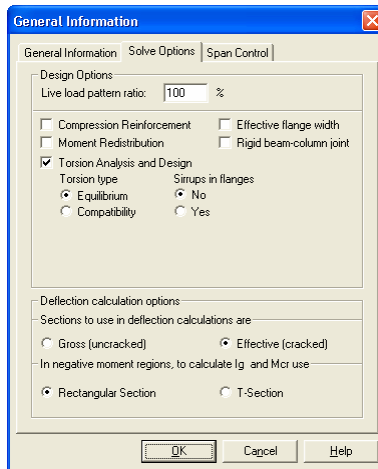 General Information
General Information Solve Options Span Control
Design Options
Live load pattern ratio: 100 %
Compression Reinforcement Effective flange width
Moment Redistribution Rigid beam-column joint
Torsion Analysis and Design
Torsion type Sirrups in flanges
Equilibrium No
Compatibility Yes
Deflection calculation options
Sections to use in deflection calculations are
Gross (uncracked) Effective (cracked)
In negative moment regions, to calculate Ig and Mcr use
Rectangular Section T-Section
OK Cancel Help